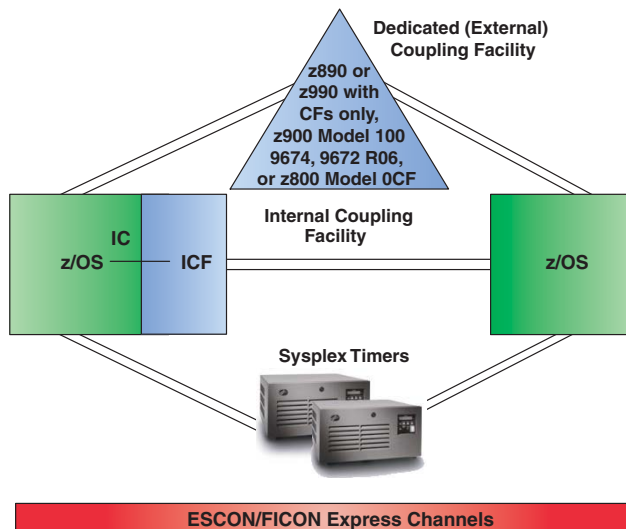 Dedicated (External)
Coupling Facility
z890 or
z990 with
CFs only,
z900 Model 100
9674, 9672 R06,
or z800 Model 0CF
Internal Coupling
Facility
IC
z/OS
ICF
z/OS
Sysplex Timers
ESCON/FICON Express Channels